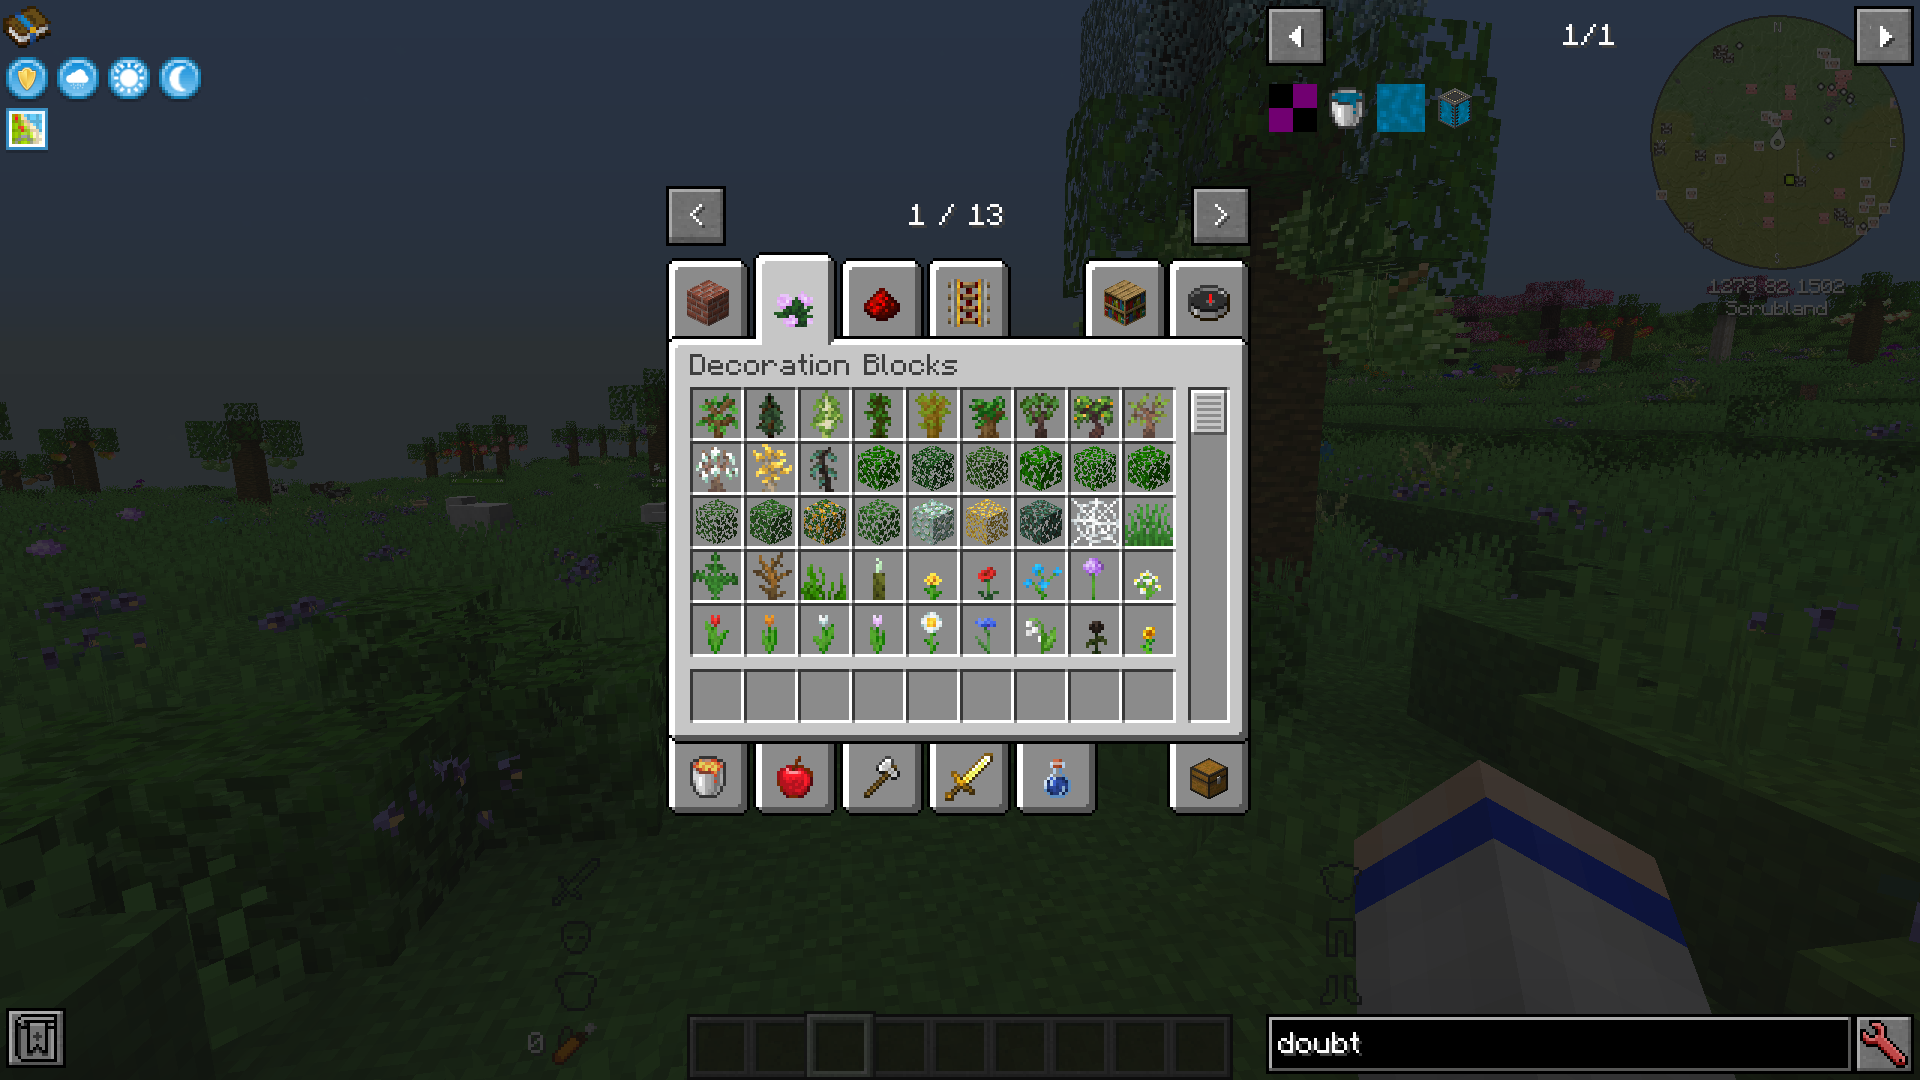 1/1
N
1 / 13
1273 82 1502
Scrubland
S
Decoration Blocks
0
doubt